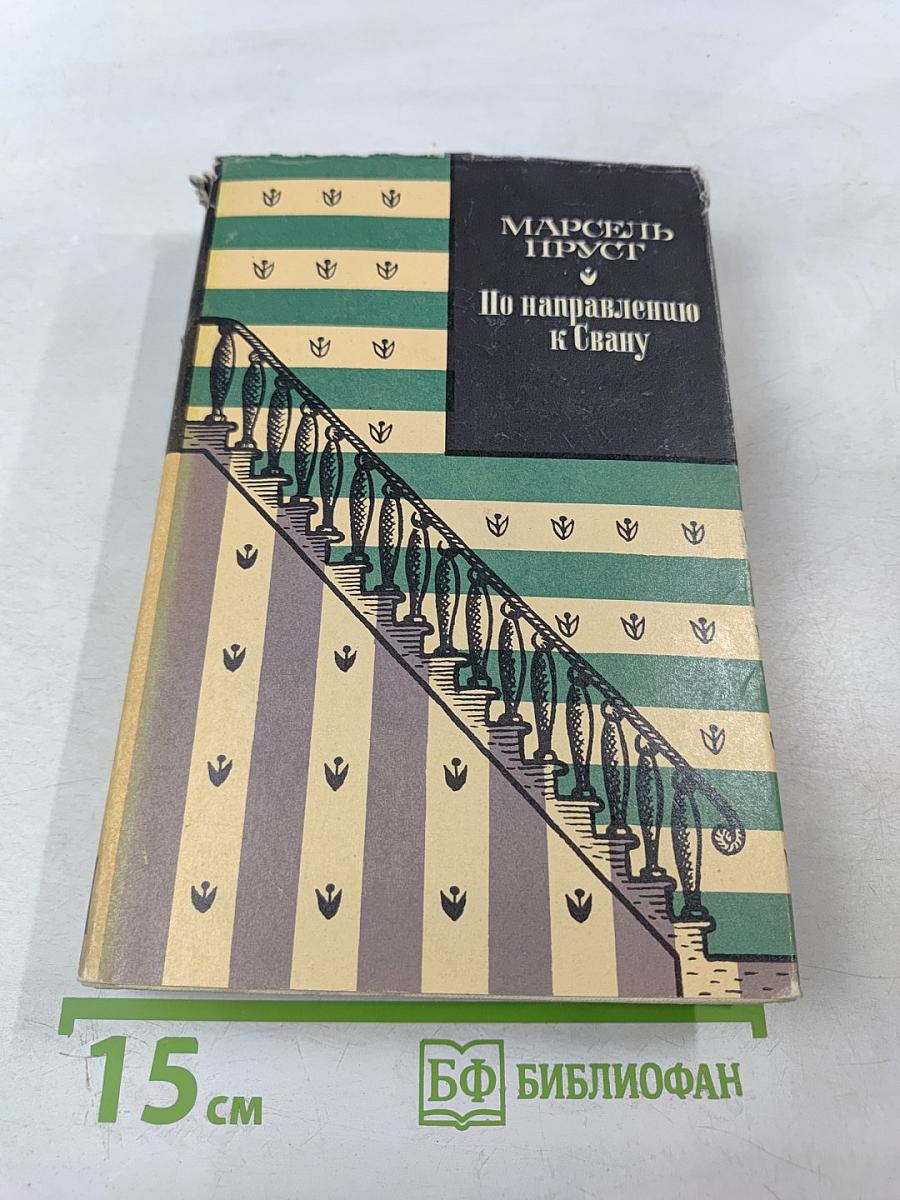 МАРСЕЛЬ
ПРУСТ
По направлению
к Свану
15 см
БФ БИБЛИОФАН